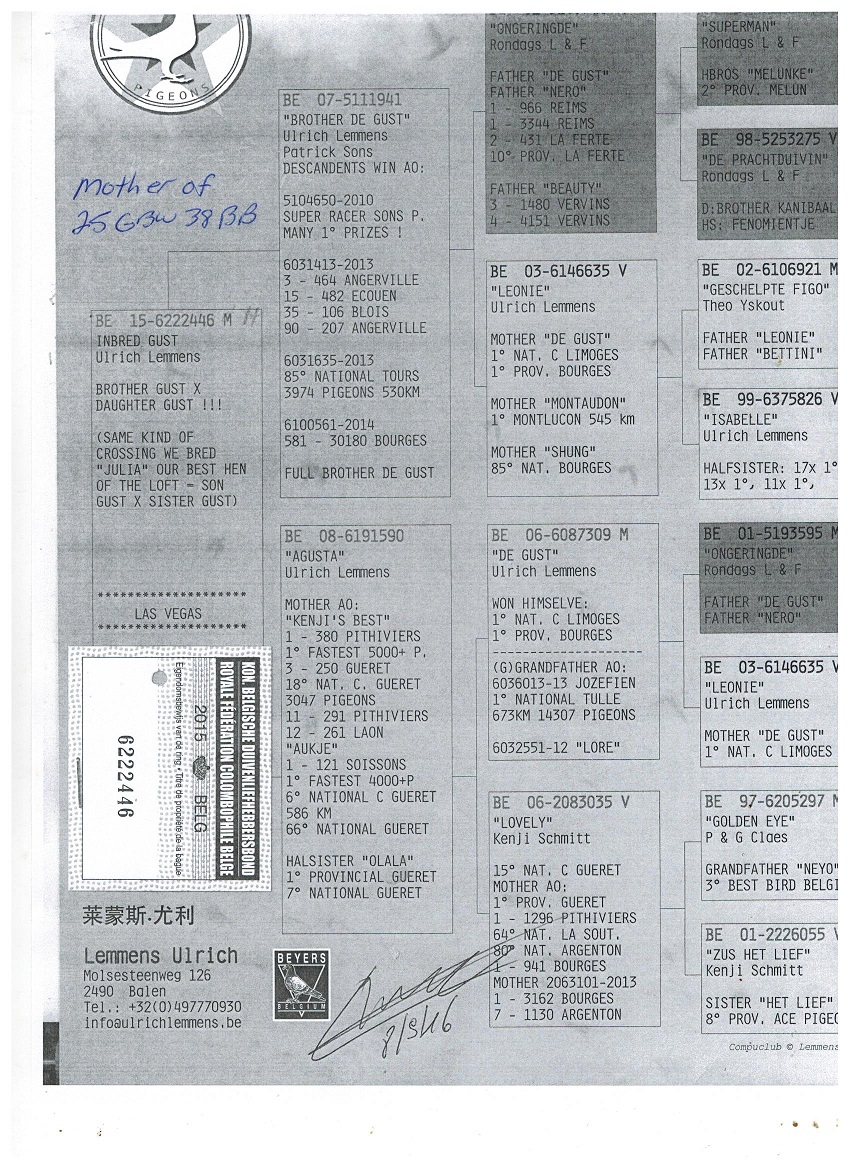 PIGEONS
Mother of
25 GBW 38 BB
BE 15-6222446 M H
INBRED GUST
Ulrich Lemmens
BROTHER GUST X
DAUGHTER GUST !!!
(SAME KIND OF
CROSSING WE BRED
"JULIA" OUR BEST HEN
OF THE LOFT = SON
GUST X SISTER GUST)
********************
LAS VEGAS
********************
KON. BELGISCHE DUIVENLIEFHEBBERSBOND
ROYALE FEDERATION COLOMBOPHILE BELGE
2015 BELG
Eigendomsbewijs van de ring • Titre de propriété de la bague
6222446
莱蒙斯.尤利
Lemmens Ulrich
Molsesteenweg 126
2490 Balen
Tel.: +32(0)497770930
info@ulrichlemmens.be
BEYERS
BELGIUM
8/3/16
BE 07-5111941
"BROTHER DE GUST"
Ulrich Lemmens
Patrick Sons
DESCANDENTS WIN AO:
5104650-2010
SUPER RACER SONS P.
MANY 1° PRIZES !
6031413-2013
3 - 464 ANGERVILLE
15 - 482 ECOUEN
35 - 106 BLOIS
90 - 207 ANGERVILLE
6031635-2013
85° NATIONAL TOURS
3974 PIGEONS 530KM
6100561-2014
581 - 30180 BOURGES
FULL BROTHER DE GUST
BE 08-6191590
"AGUSTA"
Ulrich Lemmens
MOTHER AO:
"KENJI'S BEST"
1 - 380 PITHIVIERS
1° FASTEST 5000+ P.
3 - 250 GUERET
18° NAT. C. GUERET
3047 PIGEONS
11 - 291 PITHIVIERS
12 - 261 LAON
"AUKJE"
1 - 121 SOISSONS
1° FASTEST 4000+P
6° NATIONAL C GUERET
586 KM
66° NATIONAL GUERET
HALSISTER "OLALA"
1° PROVINCIAL GUERET
7° NATIONAL GUERET
"ONGERINGDE"
Rondags L & F
FATHER "DE GUST"
FATHER "NERO"
1 - 966 REIMS
1 - 3344 REIMS
2 - 431 LA FERTE
10° PROV. LA FERTE
FATHER "BEAUTY"
3 - 1480 VERVINS
4 - 4151 VERVINS
BE 03-6146635 V
"LEONIE"
Ulrich Lemmens
MOTHER "DE GUST"
1° NAT. C LIMOGES
1° PROV. BOURGES
MOTHER "MONTAUDON"
1° MONTLUCON 545 km
MOTHER "SHUNG"
85° NAT. BOURGES
BE 06-6087309 M
"DE GUST"
Ulrich Lemmens
WON HIMSELVE:
1° NAT. C LIMOGES
1° PROV. BOURGES
--------------------
(G)GRANDFATHER AO:
6036013-13 JOZEFIEN
1° NATIONAL TULLE
673KM 14307 PIGEONS
6032551-12 "LORE"
BE 06-2083035 V
"LOVELY"
Kenji Schmitt
15° NAT. C GUERET
MOTHER AO:
1° PROV. GUERET
1 - 1296 PITHIVIERS
64° NAT. LA SOUT.
80° NAT. ARGENTON
1 - 941 BOURGES
MOTHER 2063101-2013
1 - 3162 BOURGES
7 - 1130 ARGENTON
"SUPERMAN"
Rondags L & F
HBROS "MELUNKE"
2° PROV. MELUN
BE 98-5253275 V
"DE PRACHTDUIVIN"
Rondags L & F
D:BROTHER KANIBAAL
HS: FENOMIENTJE
BE 02-6106921 M
"GESCHELPTE FIGO"
Theo Yskout
FATHER "LEONIE"
FATHER "BETTINI"
BE 99-6375826 V
"ISABELLE"
Ulrich Lemmens
HALFSISTER: 17x 1°
13x 1°, 11x 1°,
BE 01-5193595 M
"ONGERINGDE"
Rondags L & F
FATHER "DE GUST"
FATHER "NERO"
BE 03-6146635 V
"LEONIE"
Ulrich Lemmens
MOTHER "DE GUST"
1° NAT. C LIMOGES
BE 97-6205297 M
"GOLDEN EYE"
P & G Claes
GRANDFATHER "NEYO"
3° BEST BIRD BELGI
BE 01-2226055 V
"ZUS HET LIEF"
Kenji Schmitt
SISTER "HET LIEF"
8° PROV. ACE PIGEO
Compuclub © Lemmens